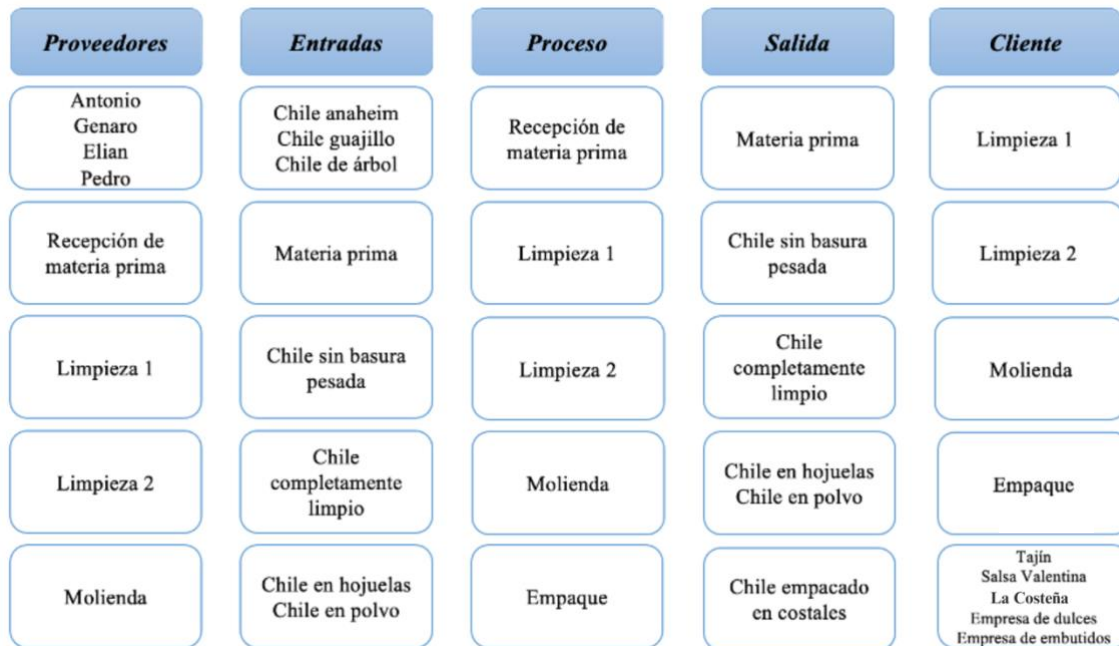 Proveedores
Entradas
Proceso
Salida
Cliente
Antonio
Genaro
Elian
Pedro
Chile anaheim
Chile guajillo
Chile de árbol
Recepción de
materia prima
Materia prima
Limpieza 1
Recepción de
materia prima
Materia prima
Limpieza 1
Chile sin basura
pesada
Limpieza 2
Limpieza 1
Chile sin basura
pesada
Limpieza 2
Chile
completamente
limpio
Molienda
Limpieza 2
Chile
completamente
limpio
Molienda
Chile en hojuelas
Chile en polvo
Empaque
Molienda
Chile en hojuelas
Chile en polvo
Empaque
Chile empacado
en costales
Tajín
Salsa Valentina
La Costeña
Empresa de dulces
Empresa de embutidos